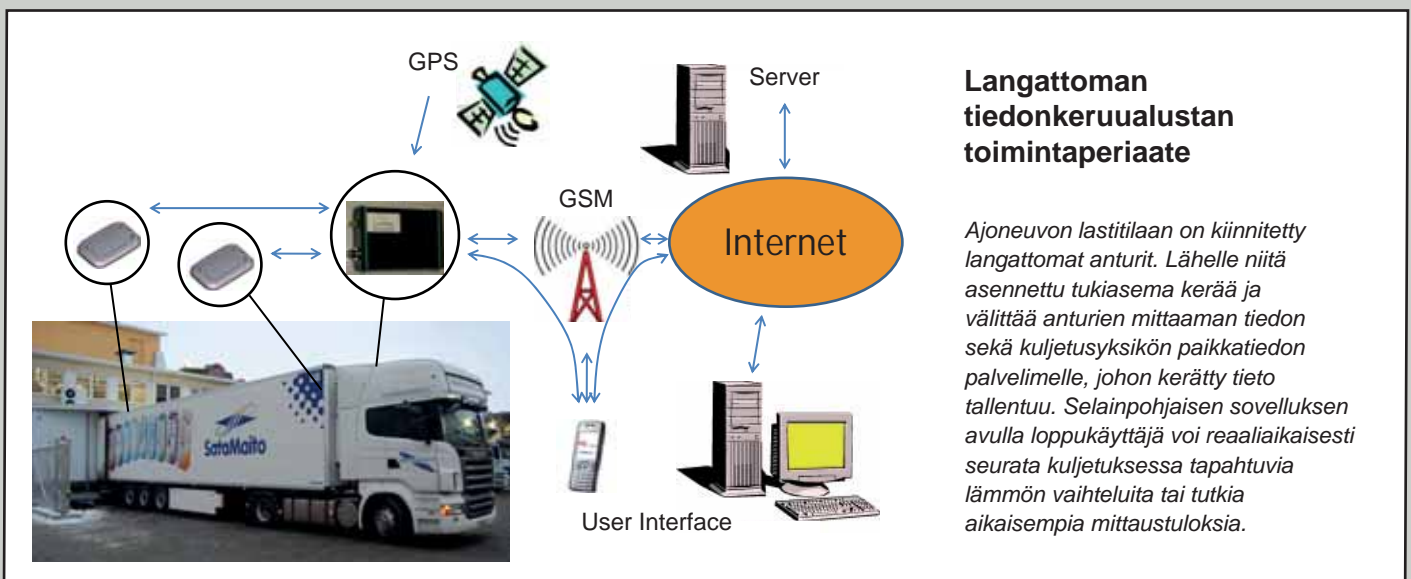 GPS
Server
GSM
Internet
SataMaito
User Interface
Langattoman
tiedonkeruualustan
toimintaperiaate
Ajoneuvon lastitilaan on kiinnitetty
langattomat anturit. Lähelle niitä
asennettu tukiasema kerää ja
välittää anturien mittaaman tiedon
sekä kuljetusyksikön paikkatiedon
palvelimelle, johon kerätty tieto
tallentuu. Selainpohjaisen sovelluksen
avulla loppukäyttäjä voi reaaliaikaisesti
seurata kuljetuksessa tapahtuvia
lämmön vaihteluita tai tutkia
aikaisempia mittaustuloksia.